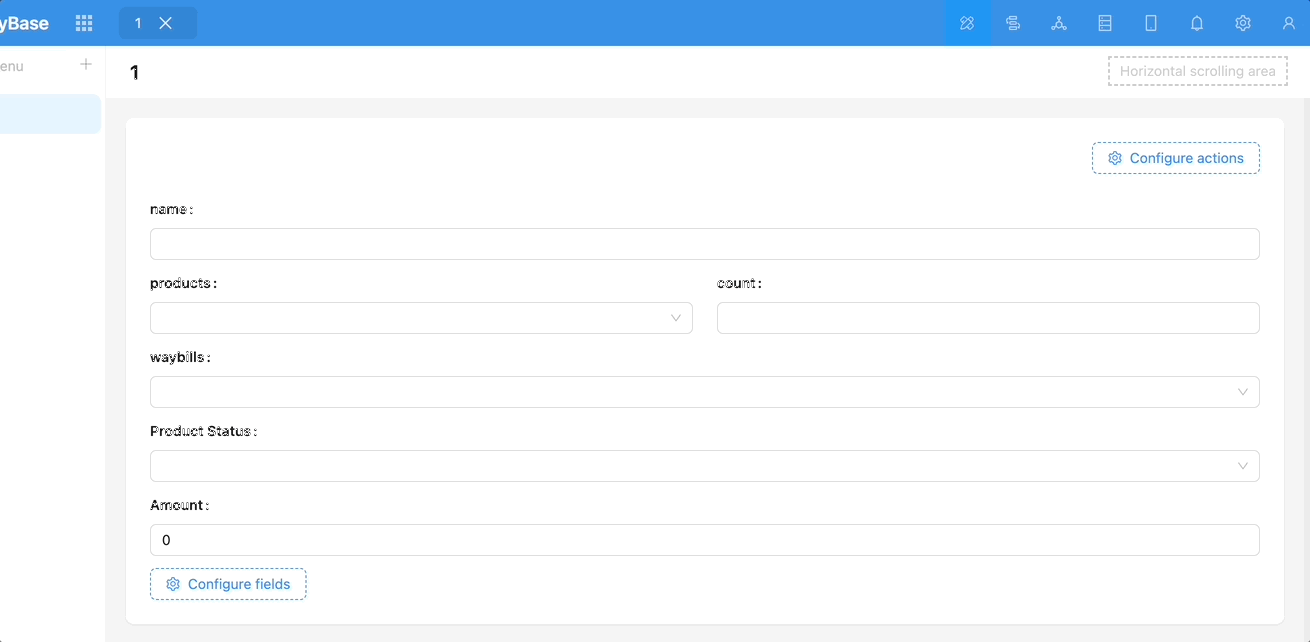 yBase
1
enu
1
Horizontal scrolling area
Configure actions
name:
products:
count:
waybills:
Product Status:
Amount:
0
Configure fields